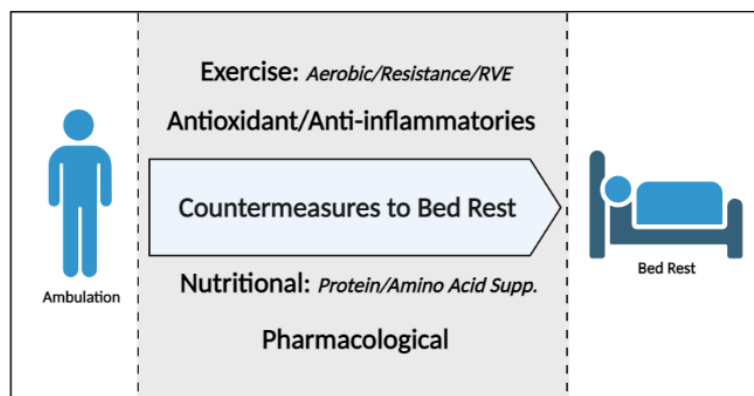 Exercise: Aerobic/Resistance/RVE
Antioxidant/Anti-inflammatories
Countermeasures to Bed Rest
Nutritional: Protein/Amino Acid Supp.
Pharmacological
Ambulation
Bed Rest